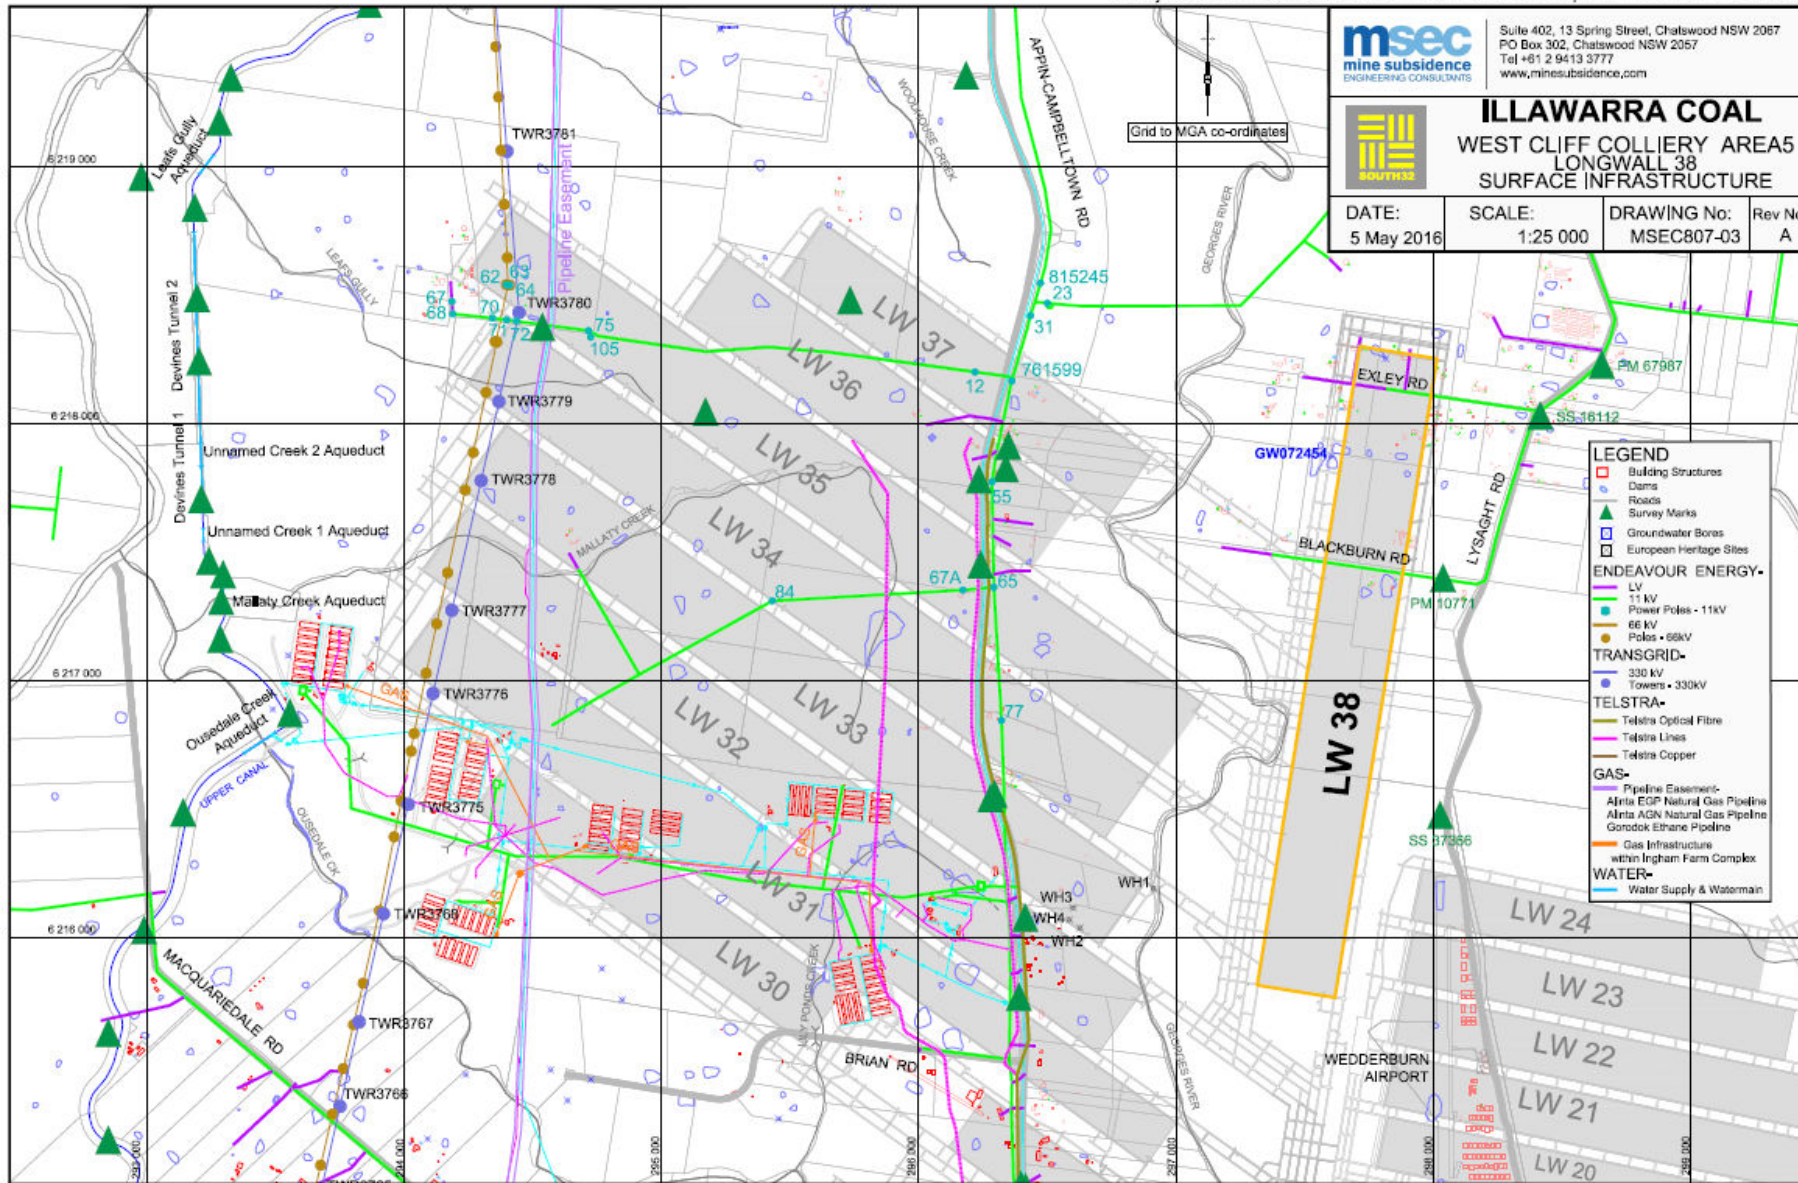 msec
mine subsidence
ENGINEERING CONSULTANTS
Suite 402, 13 Spring Street, Chatswood NSW 2067
PO Box 302, Chatswood NSW 2057
Tel +61 2 9413 3777
www.minesubsidence.com
SOUTH32
ILLAWARRA COAL
WEST CLIFF COLLIERY AREA5
LONGWALL 38
SURFACE INFRASTRUCTURE
DATE:
5 May 2016
SCALE:
1:25 000
DRAWING No:
MSEC807-03
Rev No
A
Grid to MGA co-ordinates
APPIN-CAMPBELLTOWN RD
WOOLHOUSE CREEK
GEORGES RIVER
TWR3781
Pipeline Easement
6 219 000
Leafs Gully
Aqueduct
LEAFS GULLY
Devines Tunnel 2
62
63
64
67
68
70
71
72
TWR3780
75
105
815245
23
31
LW 37
LW 36
12
761599
TWR3779
6 218 000
Devines Tunnel 1
Unnamed Creek 2 Aqueduct
TWR3778
LW 35
EXLEY RD
PM 67987
SS 16112
GW072454
55
Unnamed Creek 1 Aqueduct
MALLATY CREEK
LW 34
BLACKBURN RD
LYSAGHT RD
PM 10771
Mallaty Creek Aqueduct
TWR3777
84
67A
65
6 217 000
GAS
TWR3776
LW 33
LW 32
77
LW 38
Ousedale Creek
Aqueduct
UPPER CANAL
OUSEDALE CK
TWR3775
GAS
SS 87366
LEGEND
Building Structures
Dams
Roads
Survey Marks
Groundwater Bores
European Heritage Sites
ENDEAVOUR ENERGY-
LV
11 kV
Power Poles - 11kV
66 kV
Poles - 66kV
TRANSGRID-
330 kV
Towers - 330kV
TELSTRA-
Telstra Optical Fibre
Telstra Lines
Telstra Copper
GAS-
Pipeline Easement-
Alinta EGP Natural Gas Pipeline
Alinta AGN Natural Gas Pipeline
Gorodok Ethane Pipeline
Gas Infrastructure
within Ingham Farm Complex
WATER-
Water Supply & Watermain
LW 31
WH1
WH3
WH4
WH2
6 216 000
TWR3768
GAS
LW 30
LILY PONDS CREEK
LW 24
LW 23
MACQUARIEDALE RD
TWR3767
BRIAN RD
GEORGES RIVER
WEDDERBURN
AIRPORT
LW 22
LW 21
LW 20
TWR3766
293 000
294 000
295 000
296 000
297 000
298 000
299 000